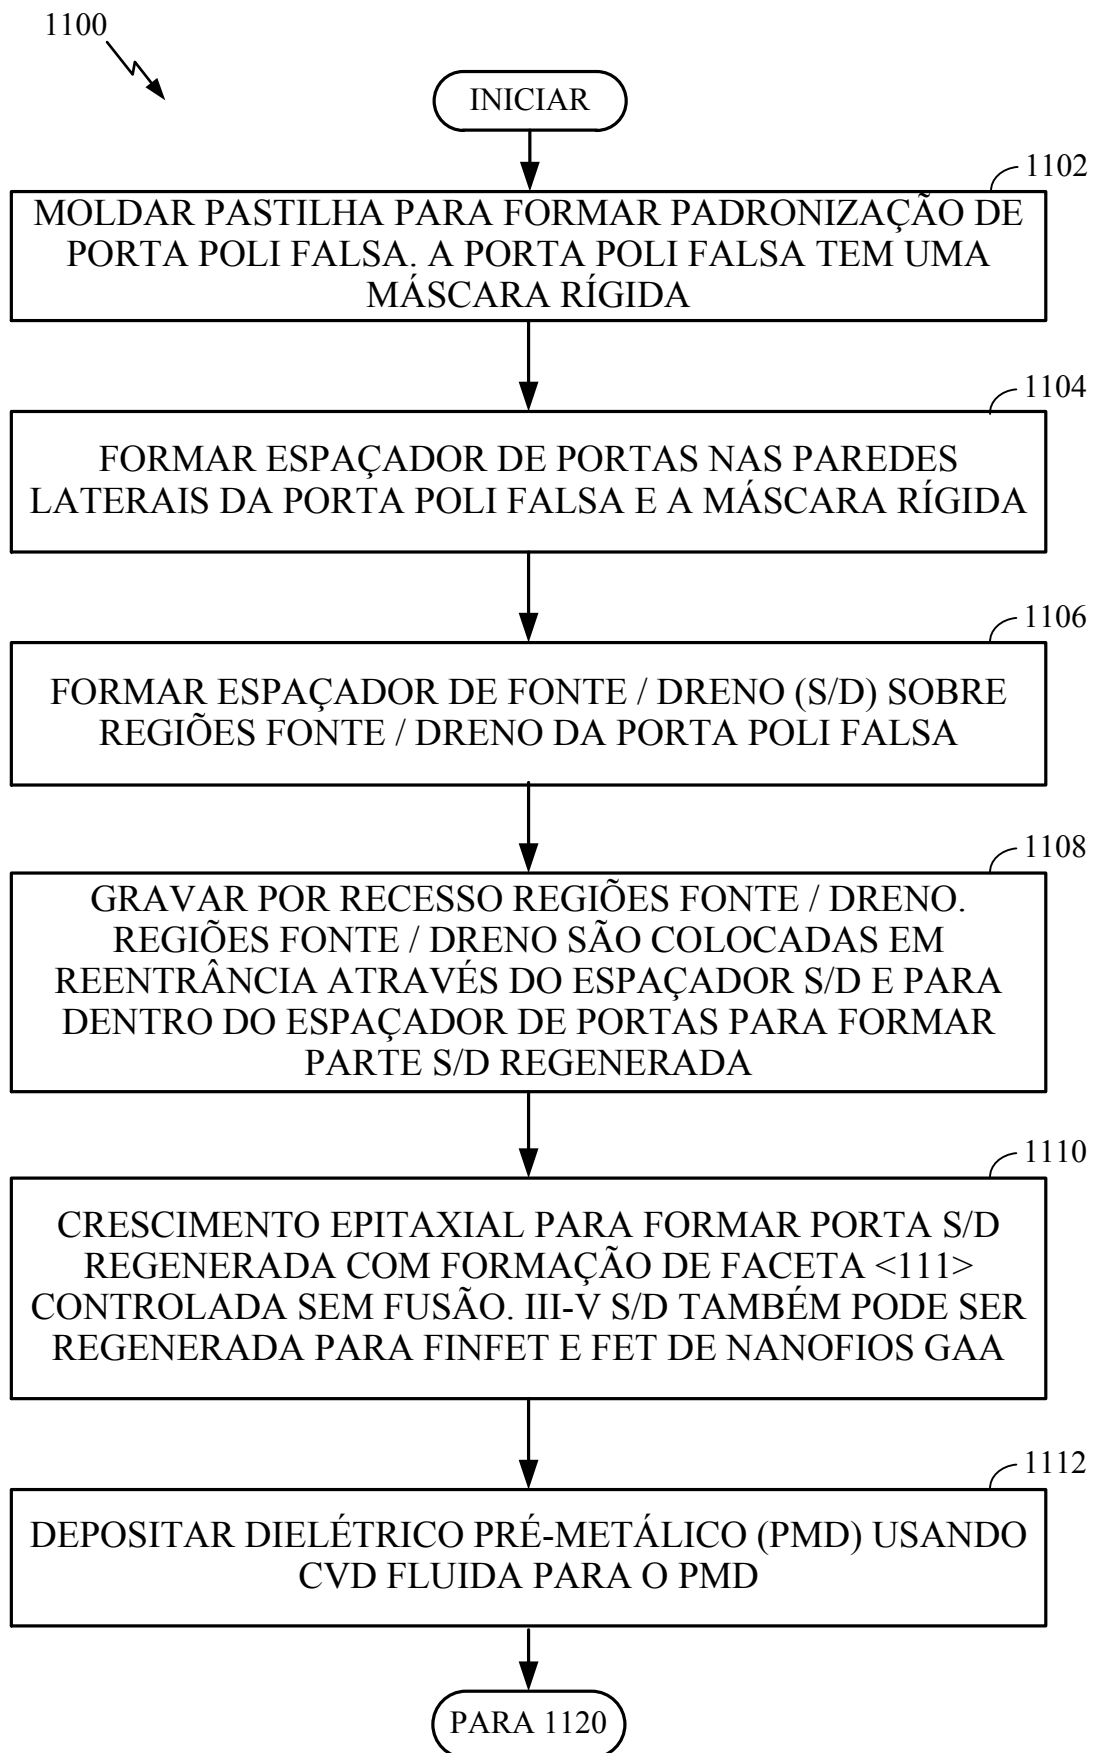 1100
INICIAR
1102
MOLDAR PASTILHA PARA FORMAR PADRONIZAÇÃO DE
PORTA POLI FALSA. A PORTA POLI FALSA TEM UMA
MÁSCARA RÍGIDA
1104
FORMAR ESPAÇADOR DE PORTAS NAS PAREDES
LATERAIS DA PORTA POLI FALSA E A MÁSCARA RÍGIDA
1106
FORMAR ESPAÇADOR DE FONTE / DRENO (S/D) SOBRE
REGIÕES FONTE / DRENO DA PORTA POLI FALSA
1108
GRAVAR POR RECESSO REGIÕES FONTE / DRENO.
REGIÕES FONTE / DRENO SÃO COLOCADAS EM
REENTRÂNCIA ATRAVÉS DO ESPAÇADOR S/D E PARA
DENTRO DO ESPAÇADOR DE PORTAS PARA FORMAR
PARTE S/D REGENERADA
1110
CRESCIMENTO EPITAXIAL PARA FORMAR PORTA S/D
REGENERADA COM FORMAÇÃO DE FACETA <111>
CONTROLADA SEM FUSÃO. III-V S/D TAMBÉM PODE SER
REGENERADA PARA FINFET E FET DE NANOFIOS GAA
1112
DEPOSITAR DIELÉTRICO PRÉ-METÁLICO (PMD) USANDO
CVD FLUIDA PARA O PMD
PARA 1120